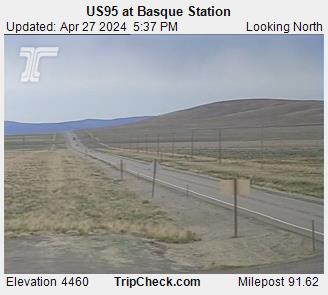 US95 at Basque Station
Updated: Apr 27 2024 5:37 PM Looking North
Elevation 4460 TripCheck.com Milepost 91.62